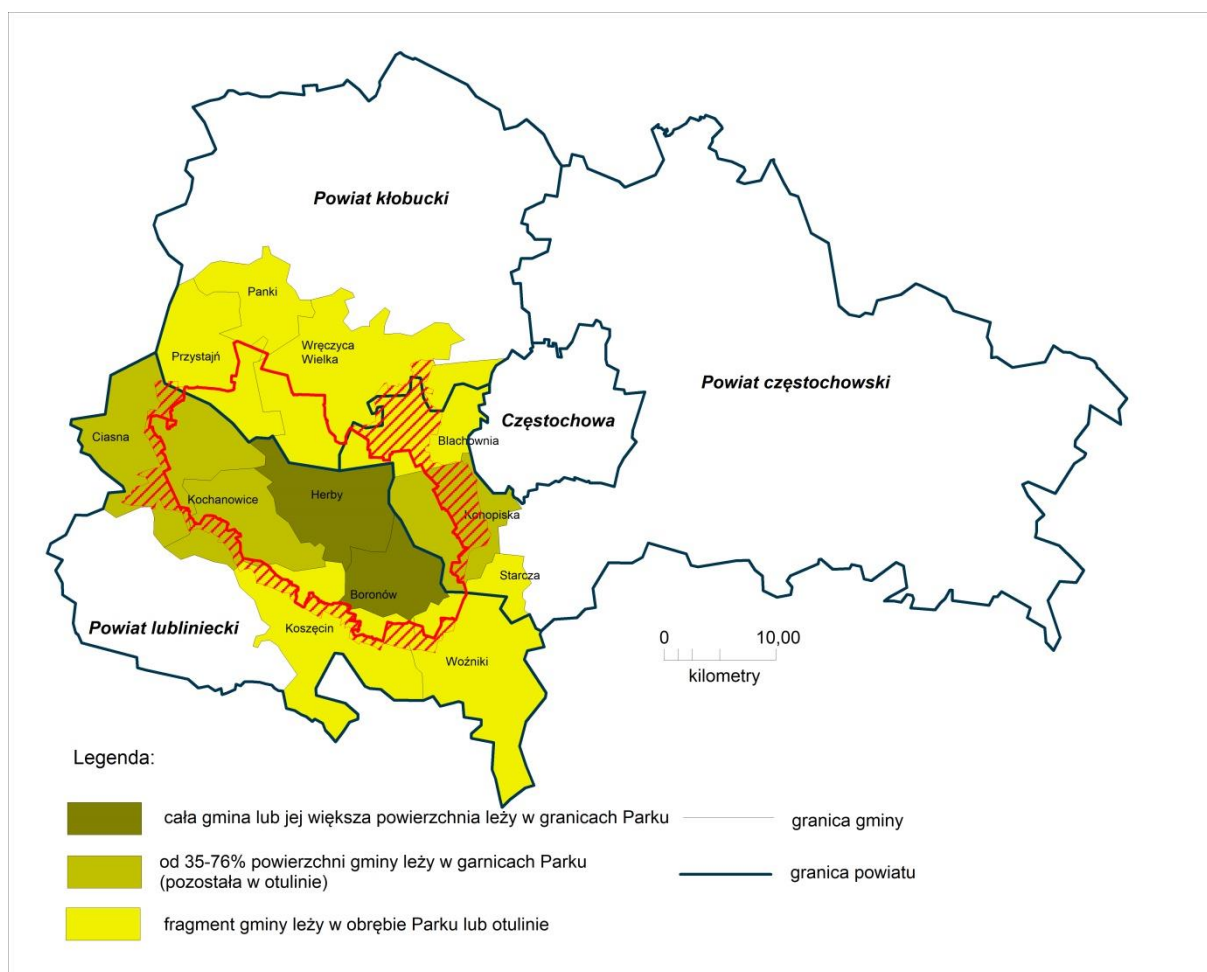 Powiat kłobucki
Panki
Wręczyca
Wielka
Przystajń
Powiat częstochowski
Częstochowa
Ciasna
Blachownia
Kochanowice
Herby
Konopiska
Starcza
Boronów
Powiat lubliniecki
Koszęcin
Woźniki
0 10,00
kilometry
Legenda:
cała gmina lub jej większa powierzchnia leży w granicach Parku
granica gminy
od 35-76% powierzchni gminy leży w garnicach Parku
(pozostała w otulinie)
granica powiatu
fragment gminy leży w obrębie Parku lub otulinie